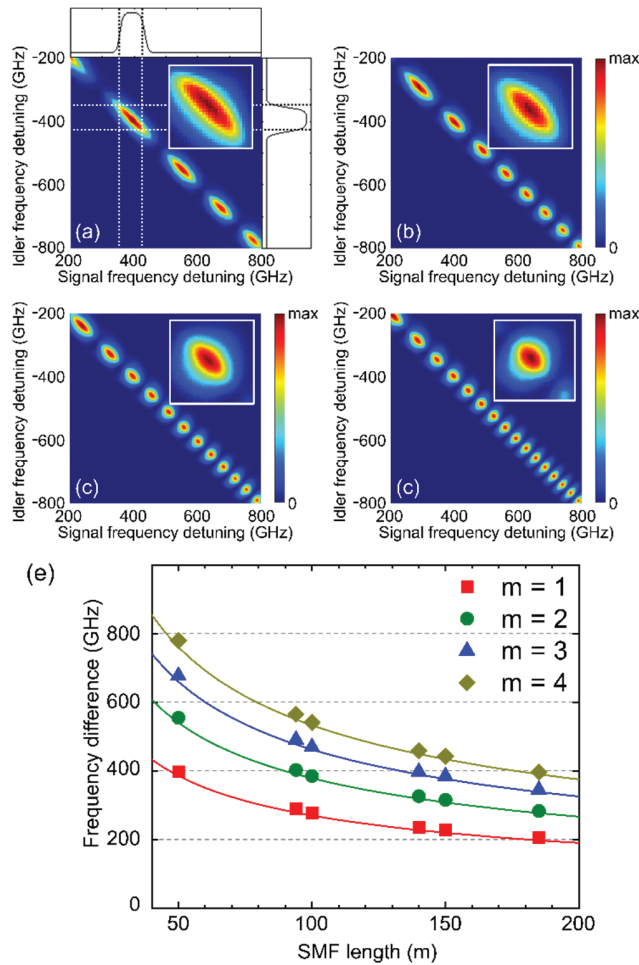 -200
-400
-600
-800
Idler frequency detuning (GHz)
(a)
200 400 600 800
Signal frequency detuning (GHz)
-200
-400
-600
-800
Idler frequency detuning (GHz)
(b)
200 400 600 800
Signal frequency detuning (GHz)
max
0
-200
-400
-600
-800
Idler frequency detuning (GHz)
(c)
200 400 600 800
Signal frequency detuning (GHz)
max
0
-200
-400
-600
-800
Idler frequency detuning (GHz)
(c)
200 400 600 800
Signal frequency detuning (GHz)
max
0
(e)
Frequency difference (GHz)
800
600
400
200
0
50 100 150 200
SMF length (m)
m = 1
m = 2
m = 3
m = 4